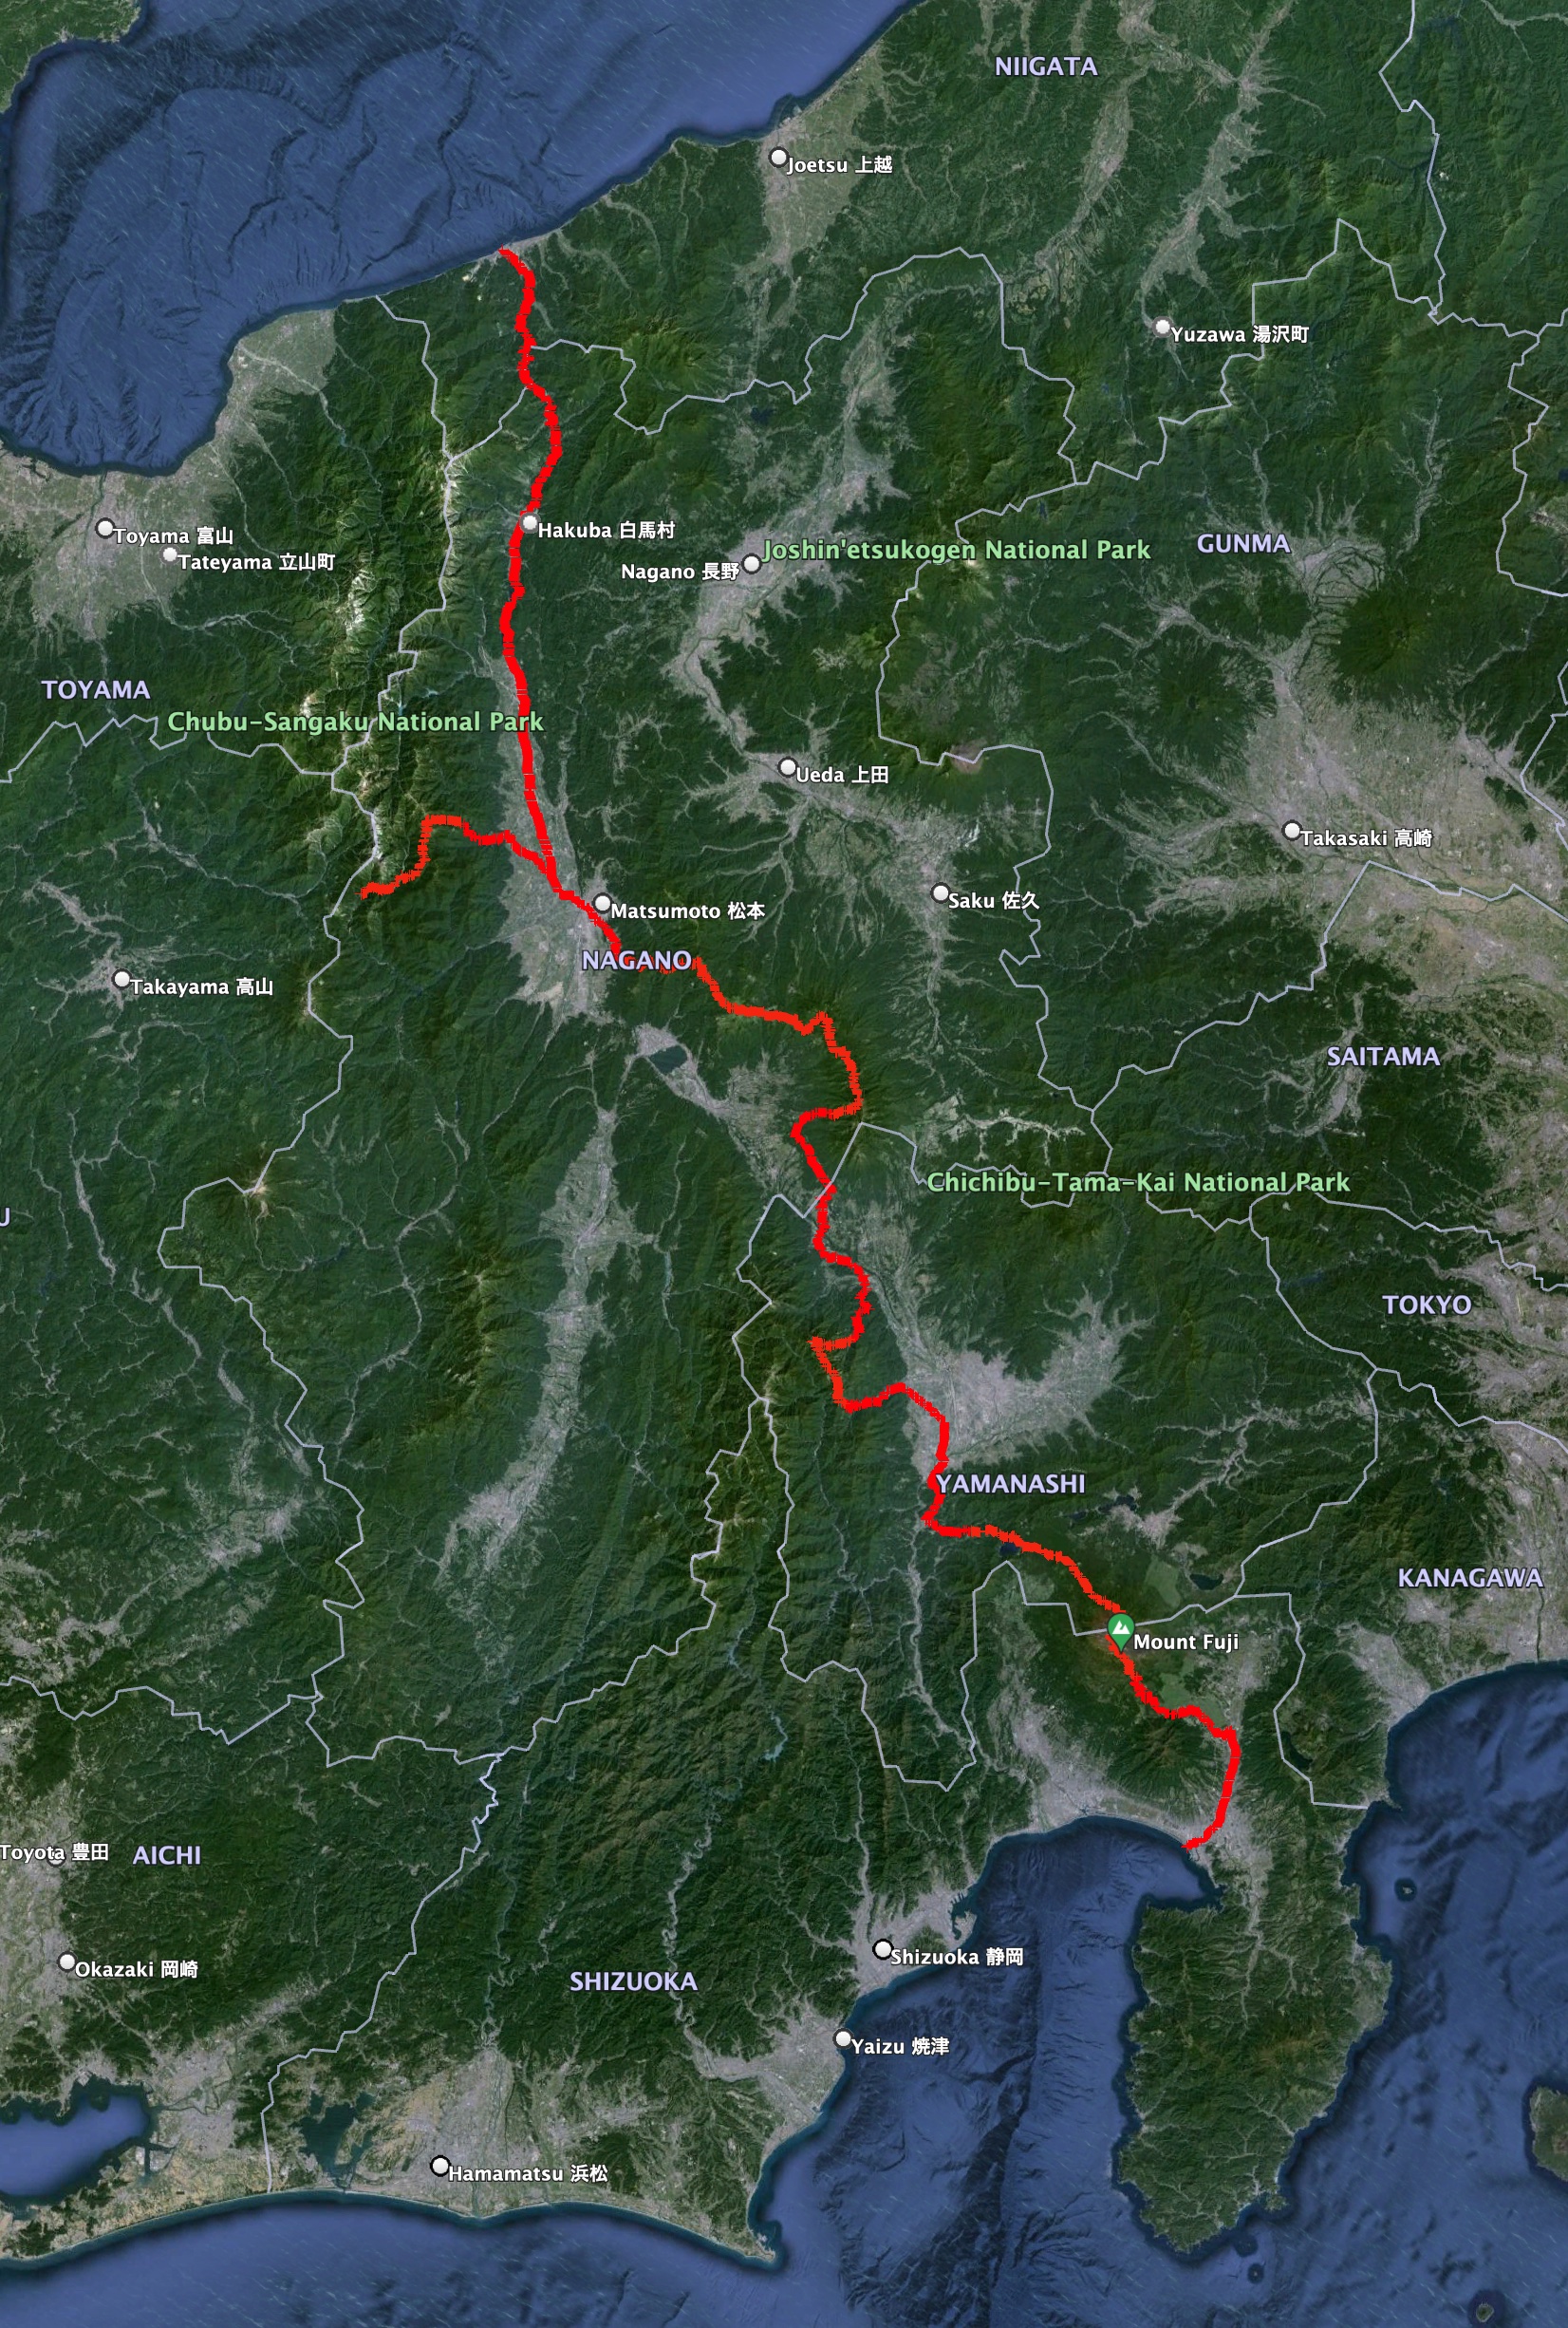 NIIGATA
Joetsu 上越
Yuzawa 湯沢町
Toyama 富山
Tateyama 立山町
Hakuba 白馬村
Nagano 長野
Joshin'etsukogen National Park
GUNMA
TOYAMA
Chubu-Sangaku National Park
Ueda 上田
Takasaki 高崎
Saku 佐久
Matsumoto 松本
NAGANO
Takayama 高山
SAITAMA
Chichibu-Tama-Kai National Park
U
TOKYO
YAMANASHI
KANAGAWA
Mount Fuji
Toyota 豊田
AICHI
Okazaki 岡崎
SHIZUOKA
Shizuoka 静岡
Yaizu 焼津
Hamamatsu 浜松